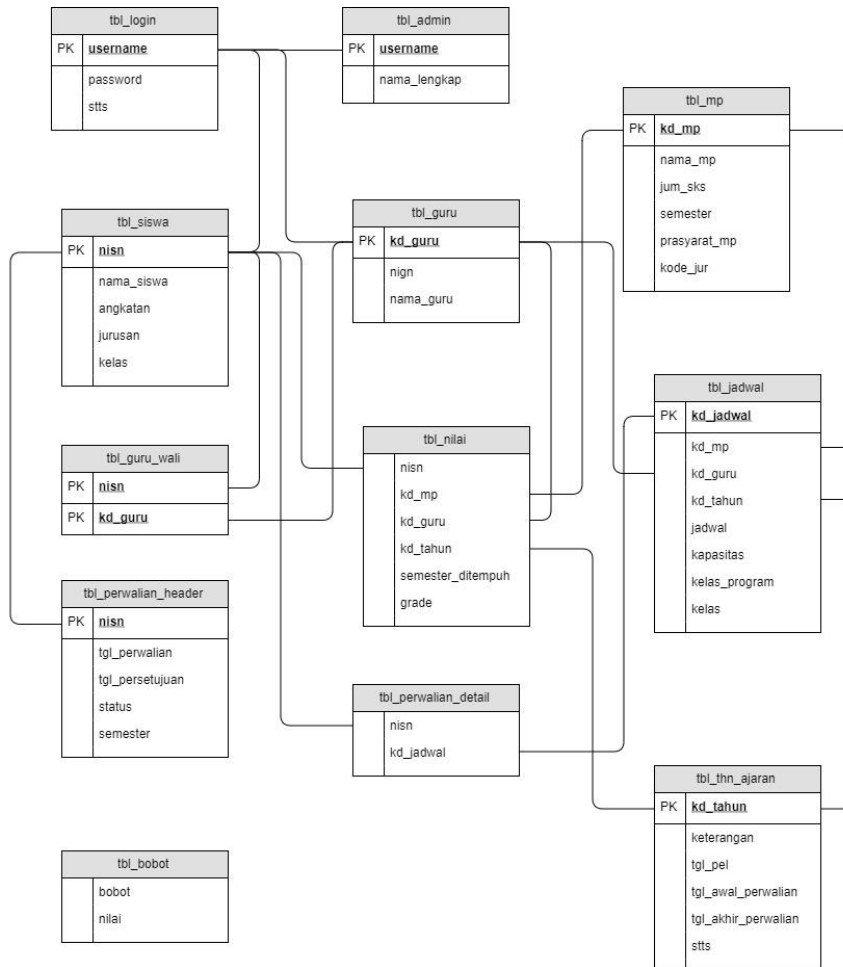 tbl_login
PK username
password
stts
tbl_admin
PK username
nama_lengkap
tbl_mp
PK kd_mp
nama_mp
jum_sks
semester
prasyarat_mp
kode_jur
tbl_siswa
PK nisn
nama_siswa
angkatan
jurusan
kelas
tbl_guru
PK kd_guru
nign
nama_guru
tbl_jadwal
PK kd_jadwal
kd_mp
kd_guru
kd_tahun
jadwal
kapasitas
kelas_program
kelas
tbl_guru_wali
PK nisn
PK kd_guru
tbl_nilai
nisn
kd_mp
kd_guru
kd_tahun
semester_ditempuh
grade
tbl_perwalian_header
PK nisn
tgl_perwalian
tgl_persetujuan
status
semester
tbl_perwalian_detail
nisn
kd_jadwal
tbl_thn_ajaran
PK kd_tahun
keterangan
tgl_pel
tgl_awal_perwalian
tgl_akhir_perwalian
stts
tbl_bobot
bobot
nilai